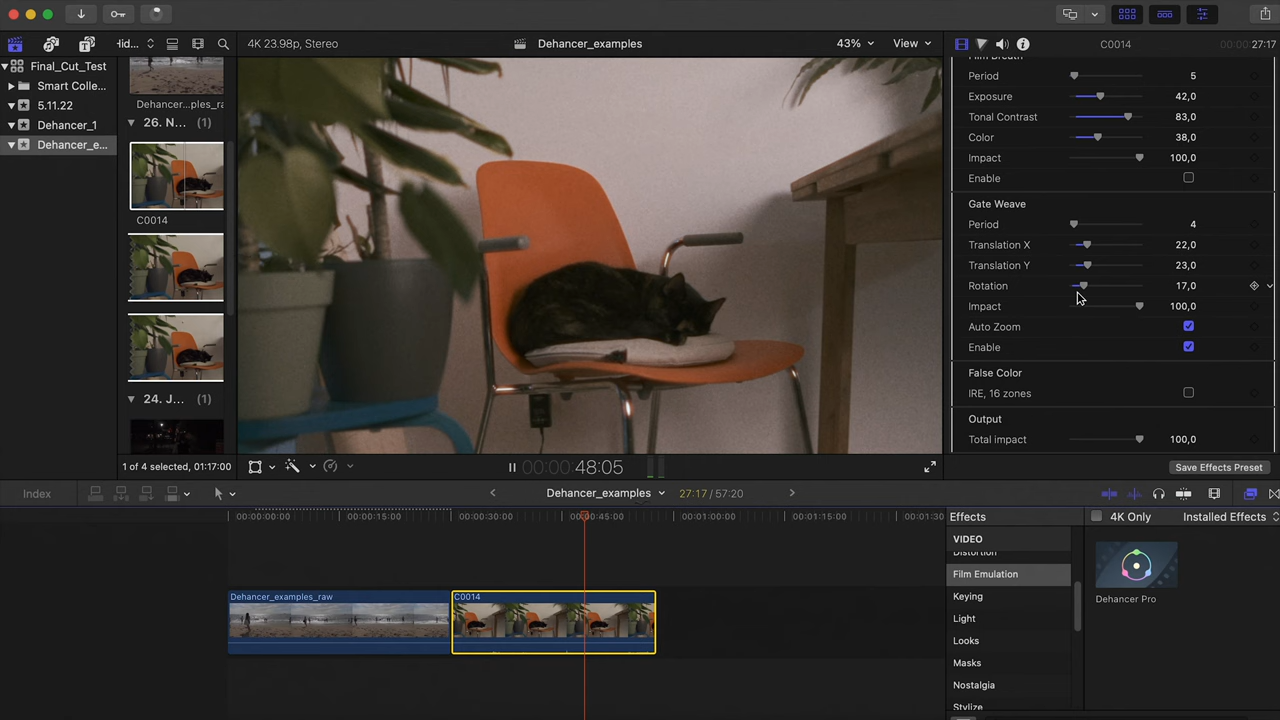 4K 23.98p, Stereo
Dehancer_examples
43%
View
C0014
27:17
Hid...
Final_Cut_Test
Smart Colle...
5.11.22
Dehancer_1
Dehancer_e...
Dehancer...ples_ra
26. N... (1)
C0014
24. J... (1)
1 of 4 selected, 01:17:00
Film Breath
Period 5
Exposure 42,0
Tonal Contrast 83,0
Color 38,0
Impact 100,0
Enable
Gate Weave
Period 4
Translation X 22,0
Translation Y 23,0
Rotation 17,0
Impact 100,0
Auto Zoom
Enable
False Color
IRE, 16 zones
Output
Total impact 100,0
00:00:48:05
Save Effects Preset
Index
Dehancer_examples
27:17 / 57:20
00:00:00:00
00:00:15:00
00:00:30:00
00:00:45:00
00:01:00:00
00:01:15:00
00:01:30
Dehancer_examples_raw
C0014
Effects
4K Only
Installed Effects
VIDEO
Distortion
Film Emulation
Keying
Light
Looks
Masks
Nostalgia
Stylize
Dehancer Pro